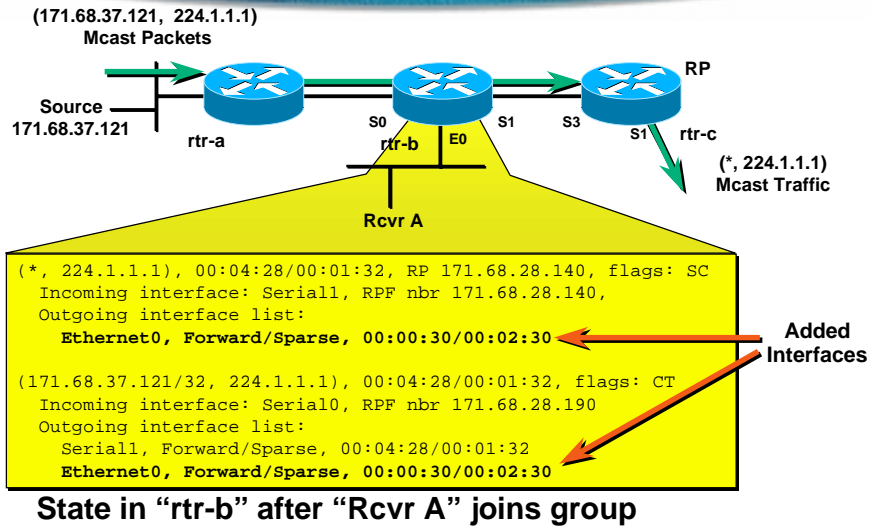 (171.68.37.121, 224.1.1.1)
Mcast Packets
RP
Source
171.68.37.121
rtr-a
S0
rtr-b
E0
S1
S3
S1
rtr-c
(*, 224.1.1.1)
Mcast Traffic
Rcvr A
(*, 224.1.1.1), 00:04:28/00:01:32, RP 171.68.28.140, flags: SC
Incoming interface: Serial1, RPF nbr 171.68.28.140,
Outgoing interface list:
Ethernet0, Forward/Sparse, 00:00:30/00:02:30
Added
Interfaces
(171.68.37.121/32, 224.1.1.1), 00:04:28/00:01:32, flags: CT
Incoming interface: Serial0, RPF nbr 171.68.28.190
Outgoing interface list:
Serial1, Forward/Sparse, 00:04:28/00:01:32
Ethernet0, Forward/Sparse, 00:00:30/00:02:30
State in “rtr-b” after “Rcvr A” joins group